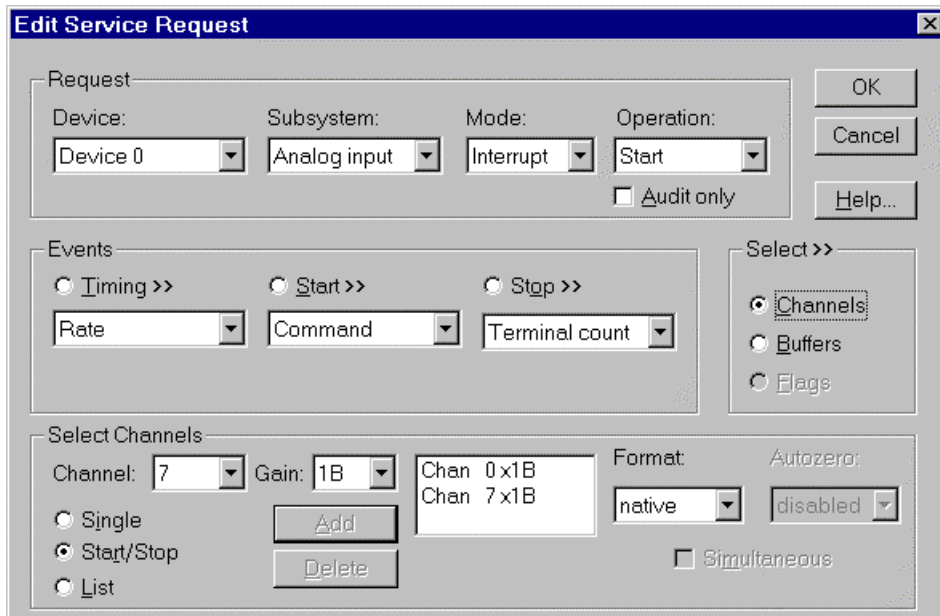 Edit Service Request
Request
Device: Subsystem: Mode: Operation:
Device 0 Analog input Interrupt Start
Audit only
OK
Cancel
Help...
Events
Timing >> Start >> Stop >>
Rate Command Terminal count
Select >>
Channels
Buffers
Flags
Select Channels
Channel: 7 Gain: 1B
Single
Start/Stop
List
Add
Delete
Chan 0 x1B
Chan 7 x1B
Format: Autozero:
native disabled
Simultaneous